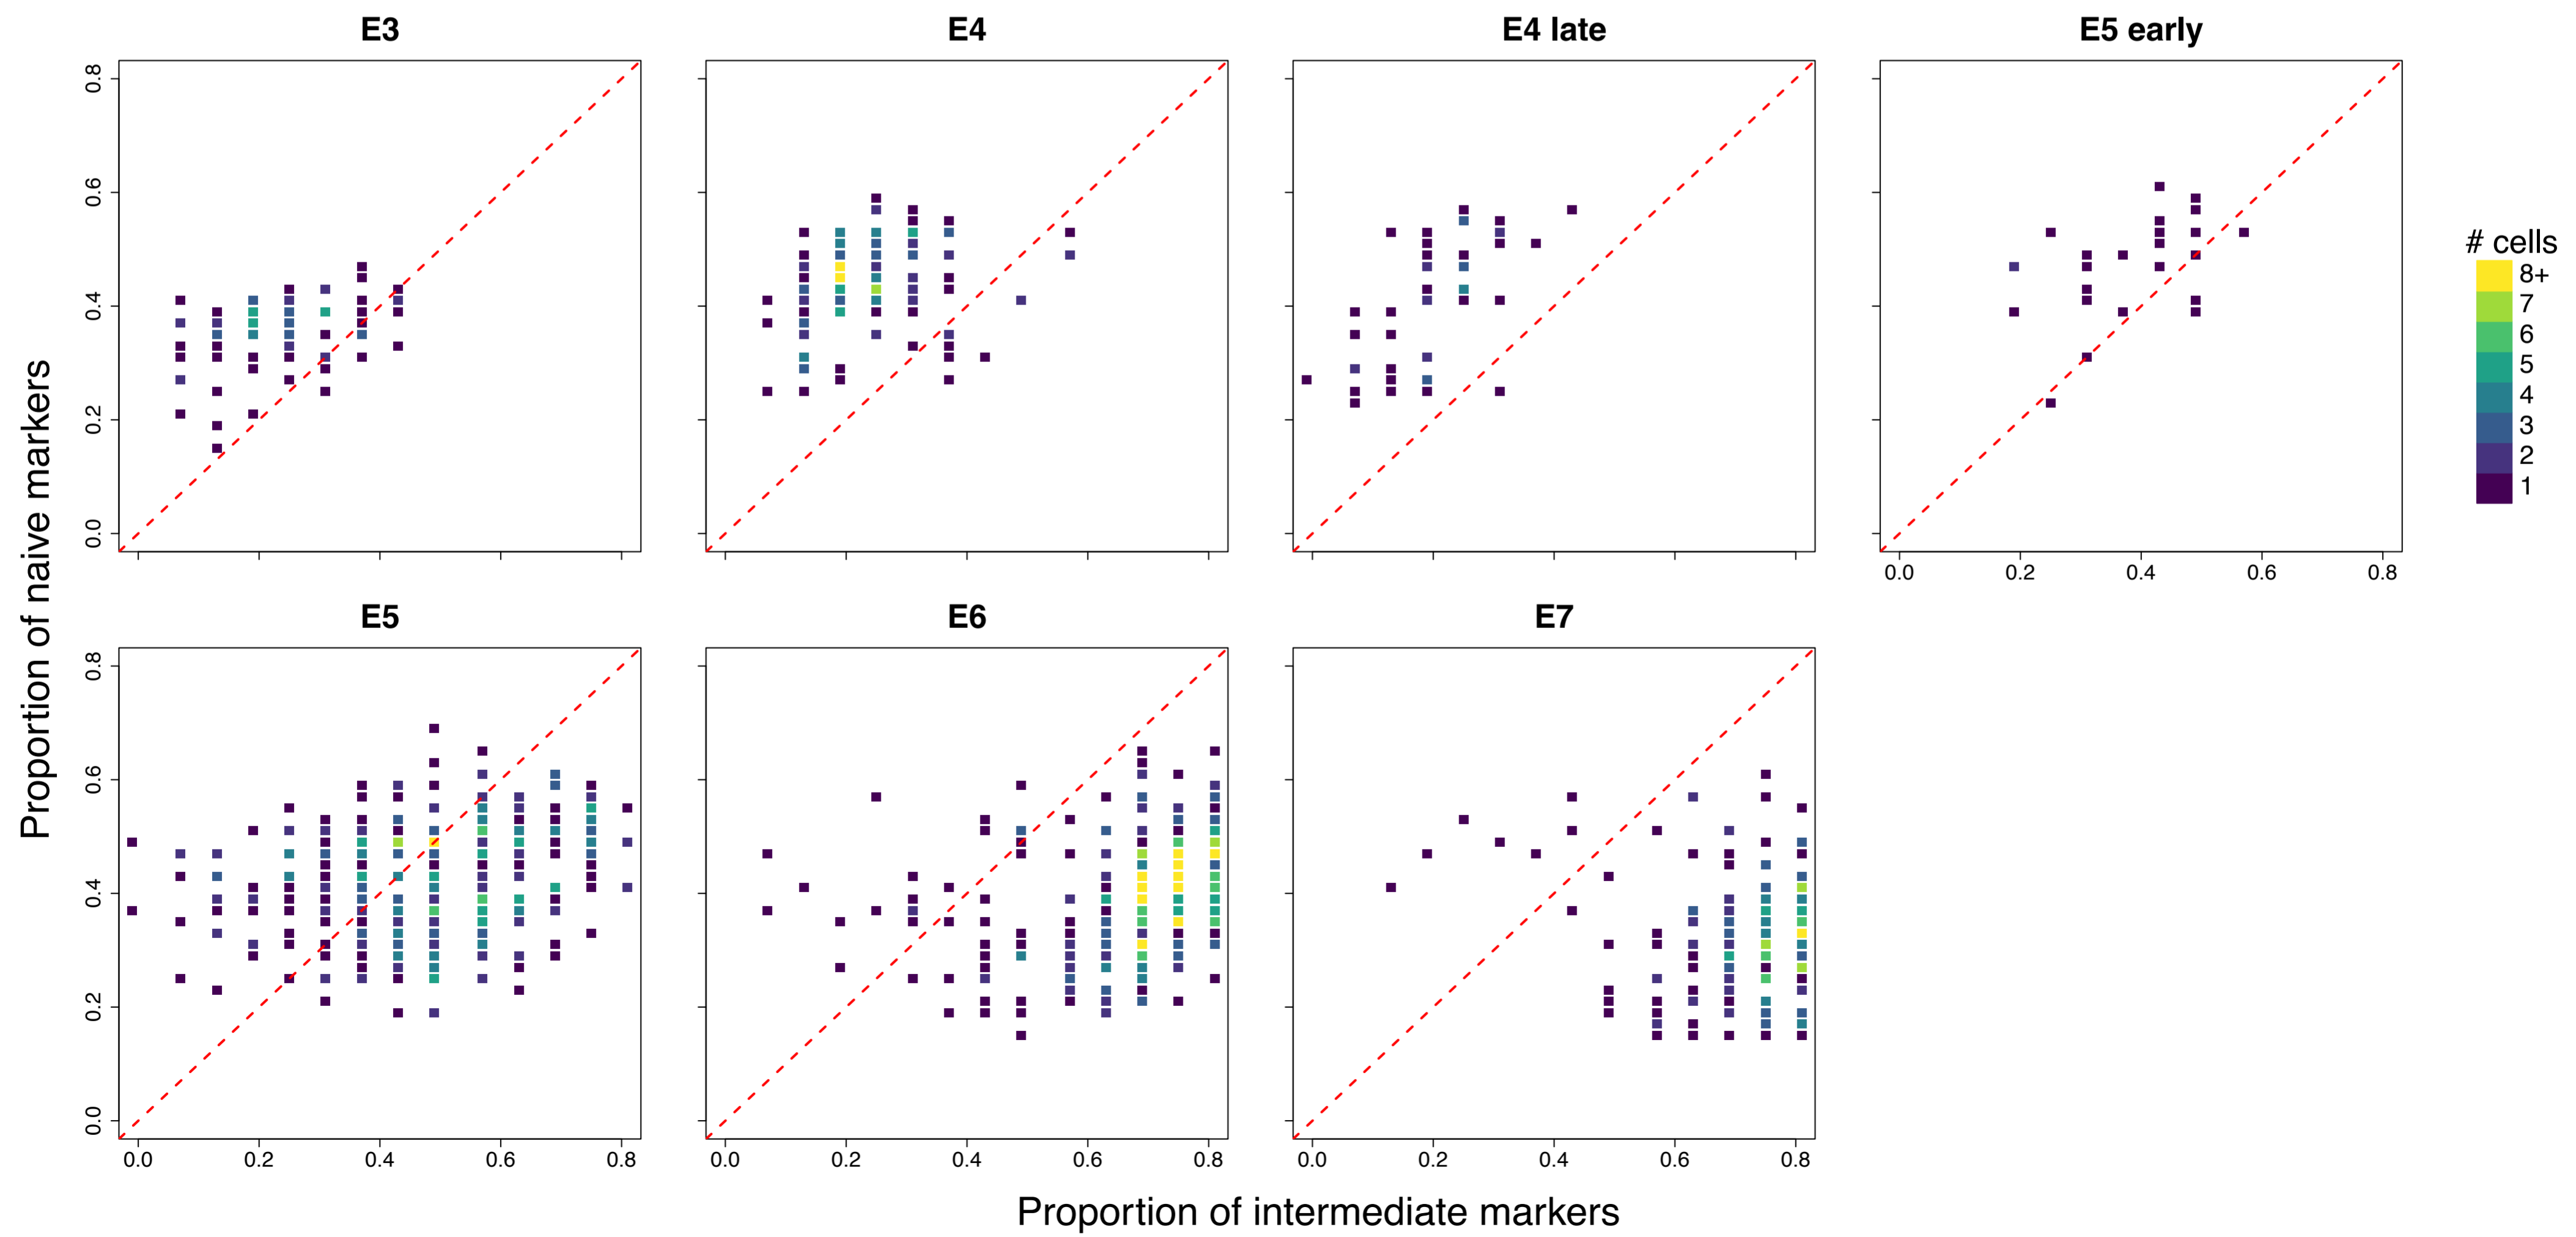 E3
E4
E4 late
E5 early
0.8
0.6
0.4
0.2
0.0
0.0 0.2 0.4 0.6 0.8
# cells
8+
7
6
5
4
3
2
1
Proportion of naive markers
E5
E6
E7
0.8
0.6
0.4
0.2
0.0
0.0 0.2 0.4 0.6 0.8
0.0 0.2 0.4 0.6 0.8
0.0 0.2 0.4 0.6 0.8
Proportion of intermediate markers